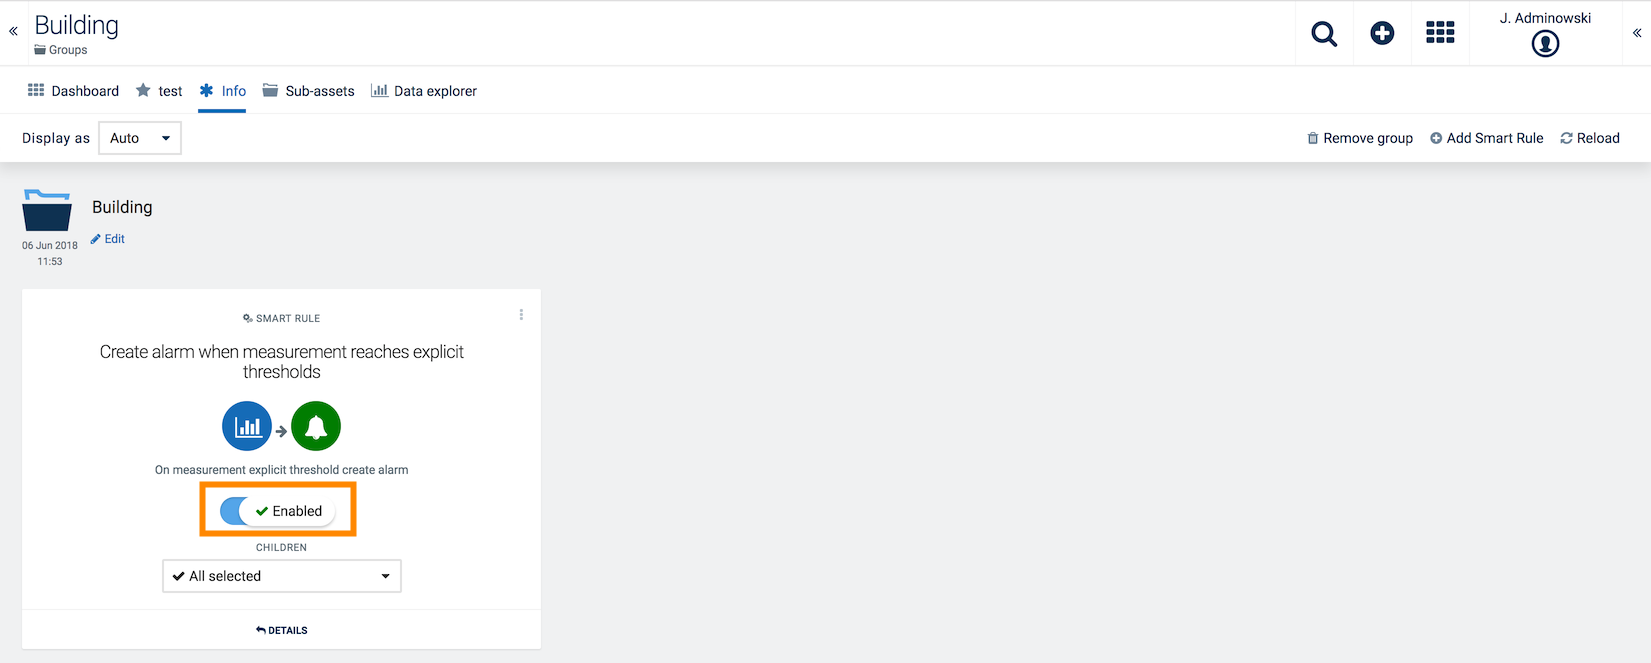 Building
Groups
J. Adminowski
Dashboard test Info Sub-assets Data explorer
Display as Auto Remove group Add Smart Rule Reload
Building
Edit
06 Jun 2018
11:53
SMART RULE
Create alarm when measurement reaches explicit
thresholds
On measurement explicit threshold create alarm
Enabled
CHILDREN
All selected
DETAILS